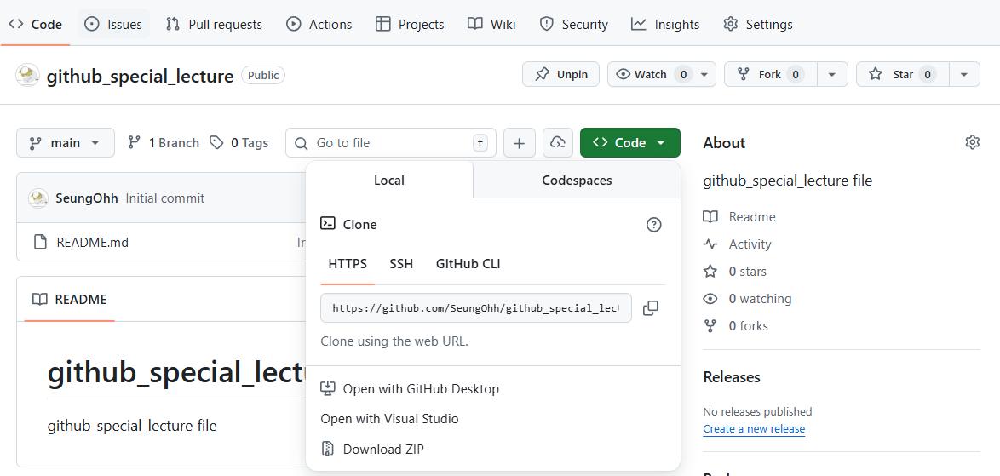 Code Issues Pull requests Actions Projects Wiki Security Insights Settings
github_special_lecture Public Unpin Watch 0 Fork 0 Star 0
main 1 Branch 0 Tags Go to file t Code
SeungOhh Initial commit
README.md In
README
github_special_lectu
github_special_lecture file
Local Codespaces
Clone
HTTPS SSH GitHub CLI
https://github.com/SeungOhh/github_special_lect
Clone using the web URL.
Open with GitHub Desktop
Open with Visual Studio
Download ZIP
About
github_special_lecture file
Readme
Activity
0 stars
0 watching
0 forks
Releases
No releases published
Create a new release